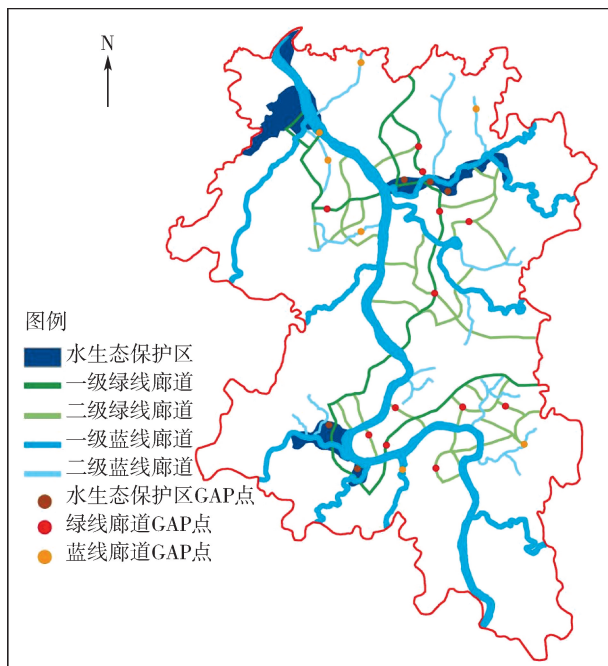 N
图例
水生态保护区
一级绿线廊道
二级绿线廊道
一级蓝线廊道
二级蓝线廊道
水生态保护区GAP点
绿线廊道GAP点
蓝线廊道GAP点